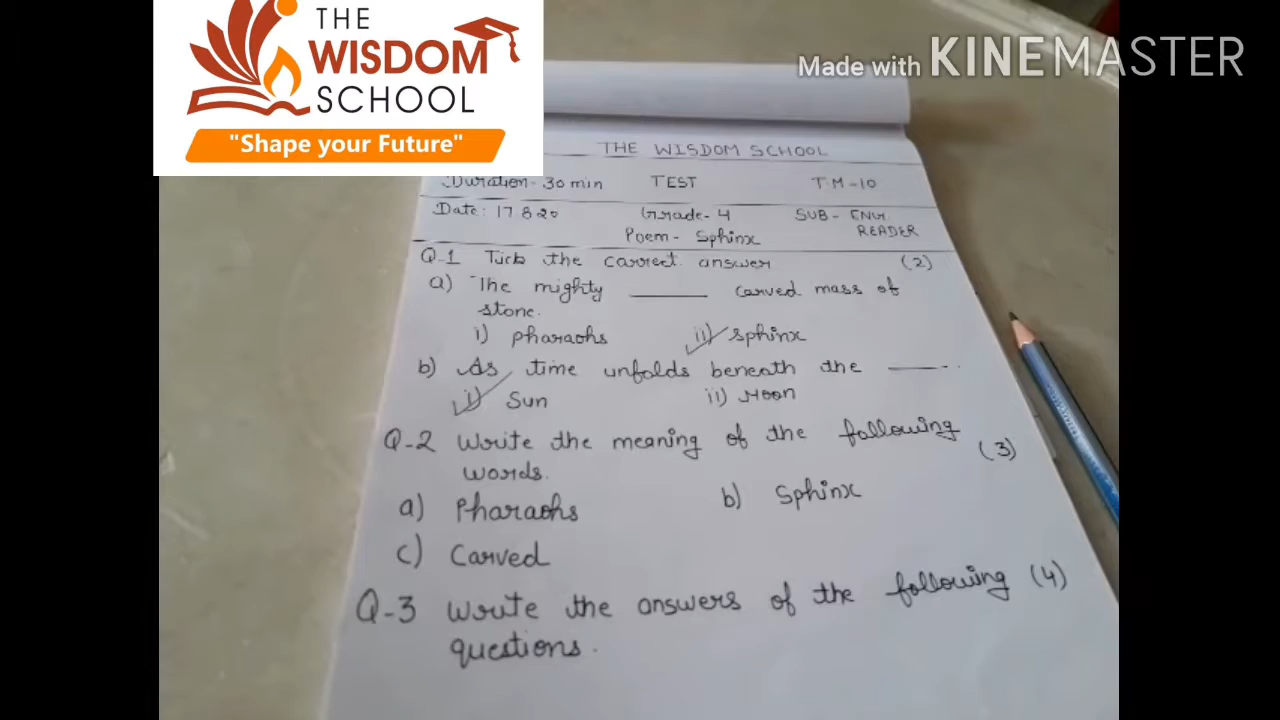 THE
WISDOM
SCHOOL
"Shape your Future"
Made with KINEMASTER
THE WISDOM SCHOOL
Duration - 30 min TEST T.M-10
Date: 17 8 20 Grade - 4 SUB - ENG
READER
Poem - Sphinx
Q-1 Tick the correct answer (2)
a) The mighty ______ carved mass of
stone.
i) Pharaohs ii) Sphinx
b) As time unfolds beneath the ____.
i) Sun ii) Moon
Q-2 Write the meaning of the following
words. (3)
a) Pharaohs b) Sphinx
c) Carved
Q-3 Write the answers of the following (4)
questions.